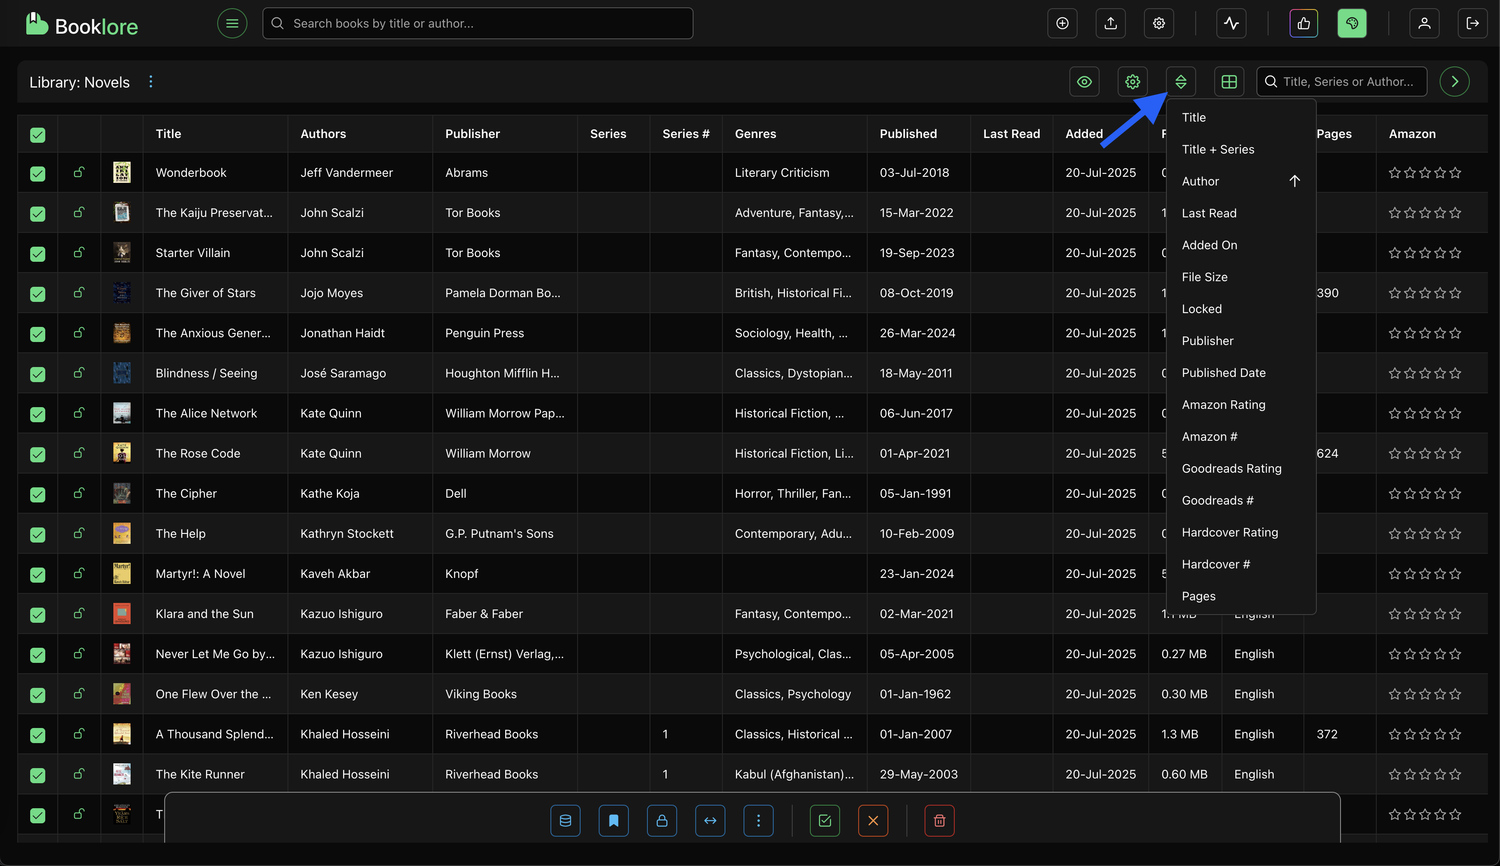 Booklore
Search books by title or author...
Library: Novels
Title, Series or Author...
Title Authors Publisher Series Series # Genres Published Last Read Added Pages Amazon
Wonderbook Jeff Vandermeer Abrams Literary Criticism 03-Jul-2018 20-Jul-2025
The Kaiju Preservat... John Scalzi Tor Books Adventure, Fantasy,... 15-Mar-2022 20-Jul-2025
Starter Villain John Scalzi Tor Books Fantasy, Contempo... 19-Sep-2023 20-Jul-2025
The Giver of Stars Jojo Moyes Pamela Dorman Bo... British, Historical Fi... 08-Oct-2019 20-Jul-2025 390
The Anxious Gener... Jonathan Haidt Penguin Press Sociology, Health, ... 26-Mar-2024 20-Jul-2025
Blindness / Seeing José Saramago Houghton Mifflin H... Classics, Dystopian... 18-May-2011 20-Jul-2025
The Alice Network Kate Quinn William Morrow Pap... Historical Fiction, ... 06-Jun-2017 20-Jul-2025
The Rose Code Kate Quinn William Morrow Historical Fiction, Li... 01-Apr-2021 20-Jul-2025 624
The Cipher Kathe Koja Dell Horror, Thriller, Fan... 05-Jan-1991 20-Jul-2025
The Help Kathryn Stockett G.P. Putnam's Sons Contemporary, Adu... 10-Feb-2009 20-Jul-2025
Martyr!: A Novel Kaveh Akbar Knopf 23-Jan-2024 20-Jul-2025
Klara and the Sun Kazuo Ishiguro Faber & Faber Fantasy, Contempo... 02-Mar-2021 20-Jul-2025 1.1 MB English
Never Let Me Go by... Kazuo Ishiguro Klett (Ernst) Verlag,... Psychological, Clas... 05-Apr-2005 20-Jul-2025 0.27 MB English
One Flew Over the ... Ken Kesey Viking Books Classics, Psychology 01-Jan-1962 20-Jul-2025 0.30 MB English
A Thousand Splend... Khaled Hosseini Riverhead Books 1 Classics, Historical ... 01-Jan-2007 20-Jul-2025 1.3 MB English 372
The Kite Runner Khaled Hosseini Riverhead Books 1 Kabul (Afghanistan)... 29-May-2003 20-Jul-2025 0.60 MB English
Title
Title + Series
Author
Last Read
Added On
File Size
Locked
Publisher
Published Date
Amazon Rating
Amazon #
Goodreads Rating
Goodreads #
Hardcover Rating
Hardcover #
Pages